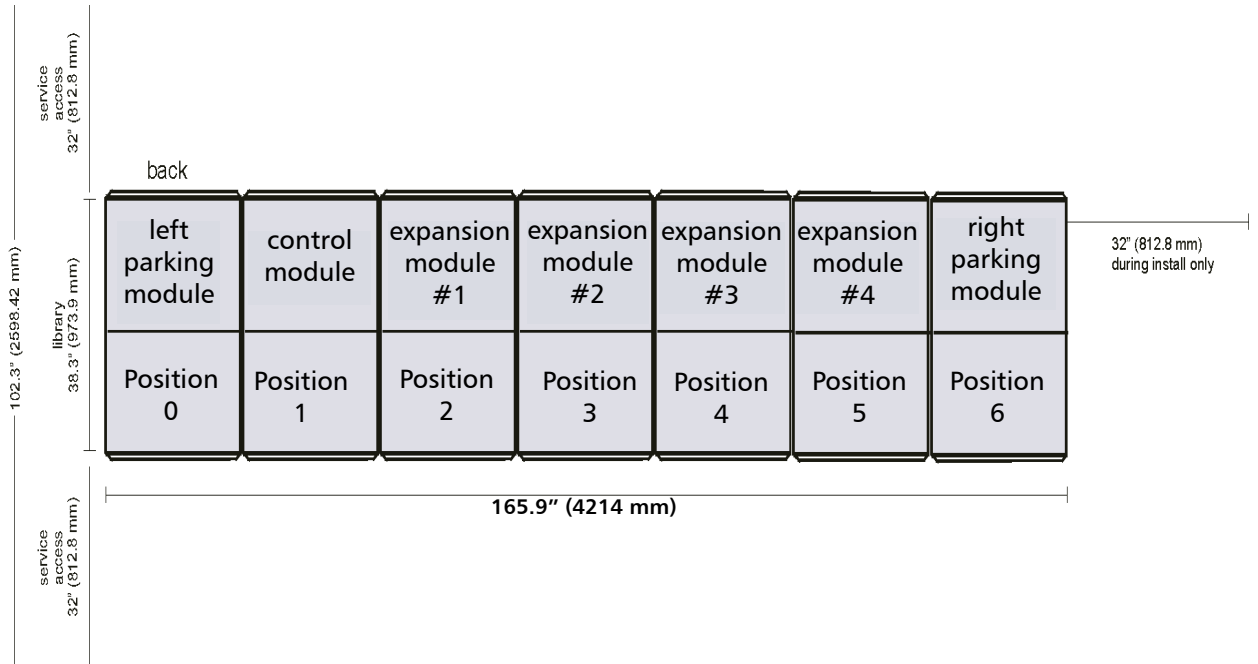 service
access
32" (812.8 mm)
back
102.3" (2598.42 mm)
library
38.3" (973.9 mm)
left
parking
module
control
module
expansion
module
#1
expansion
module
#2
expansion
module
#3
expansion
module
#4
right
parking
module
32" (812.8 mm)
during install only
Position
0
Position
1
Position
2
Position
3
Position
4
Position
5
Position
6
165.9” (4214 mm)
service
access
32" (812.8 mm)